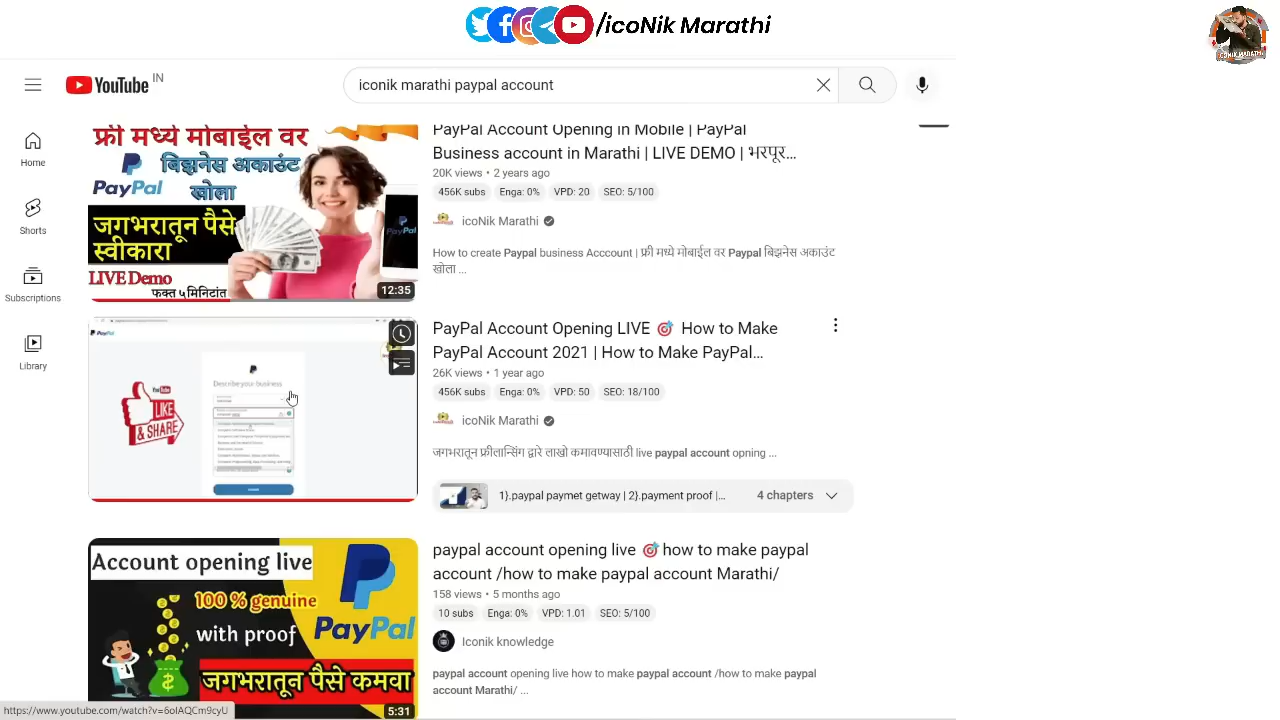 /icoNik Marathi
ICONIK MARATHI
YouTube IN
iconik marathi paypal account
Home
Shorts
Subscriptions
Library
फ्री मध्ये मोबाईल वर
PayPal
बिझनेस अकाउंट
खोला
जगभरातून पैसे
स्वीकारा
LIVE Demo
फक्त ५ मिनिटांत
PayPal
12:35
PayPal Account Opening in Mobile | PayPal
Business account in Marathi | LIVE DEMO | भरपूर...
20K views • 2 years ago
456K subs Enga: 0% VPD: 20 SEO: 5/100
icoNik Marathi
How to create Paypal business Acccount | फ्री मध्ये मोबाईल वर Paypal बिझनेस अकाउंट
खोला ...
PayPal
YouTube
LIKE
& SHARE
Describe your business
PayPal Account Opening LIVE 🎯 How to Make
PayPal Account 2021 | How to Make PayPal...
26K views • 1 year ago
456K subs Enga: 0% VPD: 50 SEO: 18/100
icoNik Marathi
जगभरातून फ्रीलान्सिंग द्वारे लाखो कमावण्यासाठी live paypal account opning ...
1}.paypal paymet getway | 2}.payment proof |... 4 chapters
Account opening live
100 % genuine
with proof
PayPal
जगभरातून पैसे कमवा
5:31
paypal account opening live 🎯 how to make paypal
account /how to make paypal account Marathi/
158 views • 5 months ago
10 subs Enga: 0% VPD: 1.01 SEO: 5/100
Iconik knowledge
paypal account opening live how to make paypal account /how to make paypal
account Marathi/ ...
https://www.youtube.com/watch?v=6oIAQCm9cyU